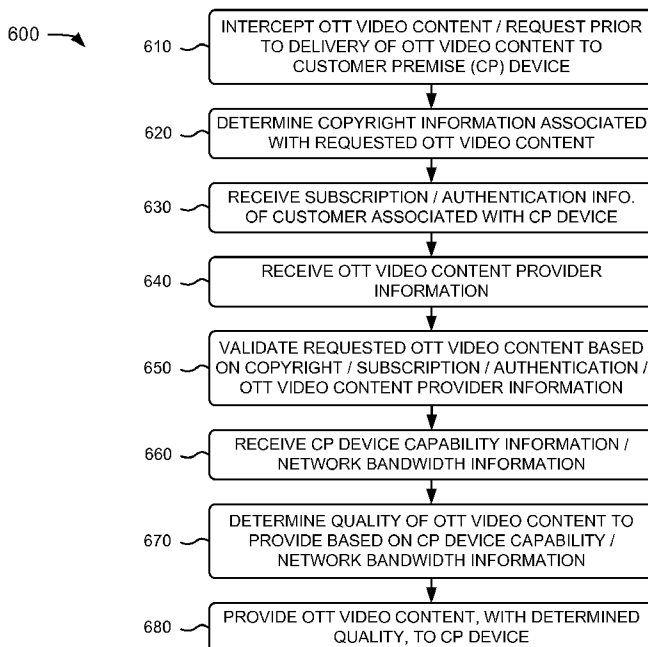 600
610
INTERCEPT OTT VIDEO CONTENT / REQUEST PRIOR
TO DELIVERY OF OTT VIDEO CONTENT TO
CUSTOMER PREMISE (CP) DEVICE
620
DETERMINE COPYRIGHT INFORMATION ASSOCIATED
WITH REQUESTED OTT VIDEO CONTENT
630
RECEIVE SUBSCRIPTION / AUTHENTICATION INFO.
OF CUSTOMER ASSOCIATED WITH CP DEVICE
640
RECEIVE OTT VIDEO CONTENT PROVIDER
INFORMATION
650
VALIDATE REQUESTED OTT VIDEO CONTENT BASED
ON COPYRIGHT / SUBSCRIPTION / AUTHENTICATION /
OTT VIDEO CONTENT PROVIDER INFORMATION
660
RECEIVE CP DEVICE CAPABILITY INFORMATION /
NETWORK BANDWIDTH INFORMATION
670
DETERMINE QUALITY OF OTT VIDEO CONTENT TO
PROVIDE BASED ON CP DEVICE CAPABILITY /
NETWORK BANDWIDTH INFORMATION
680
PROVIDE OTT VIDEO CONTENT, WITH DETERMINED
QUALITY, TO CP DEVICE